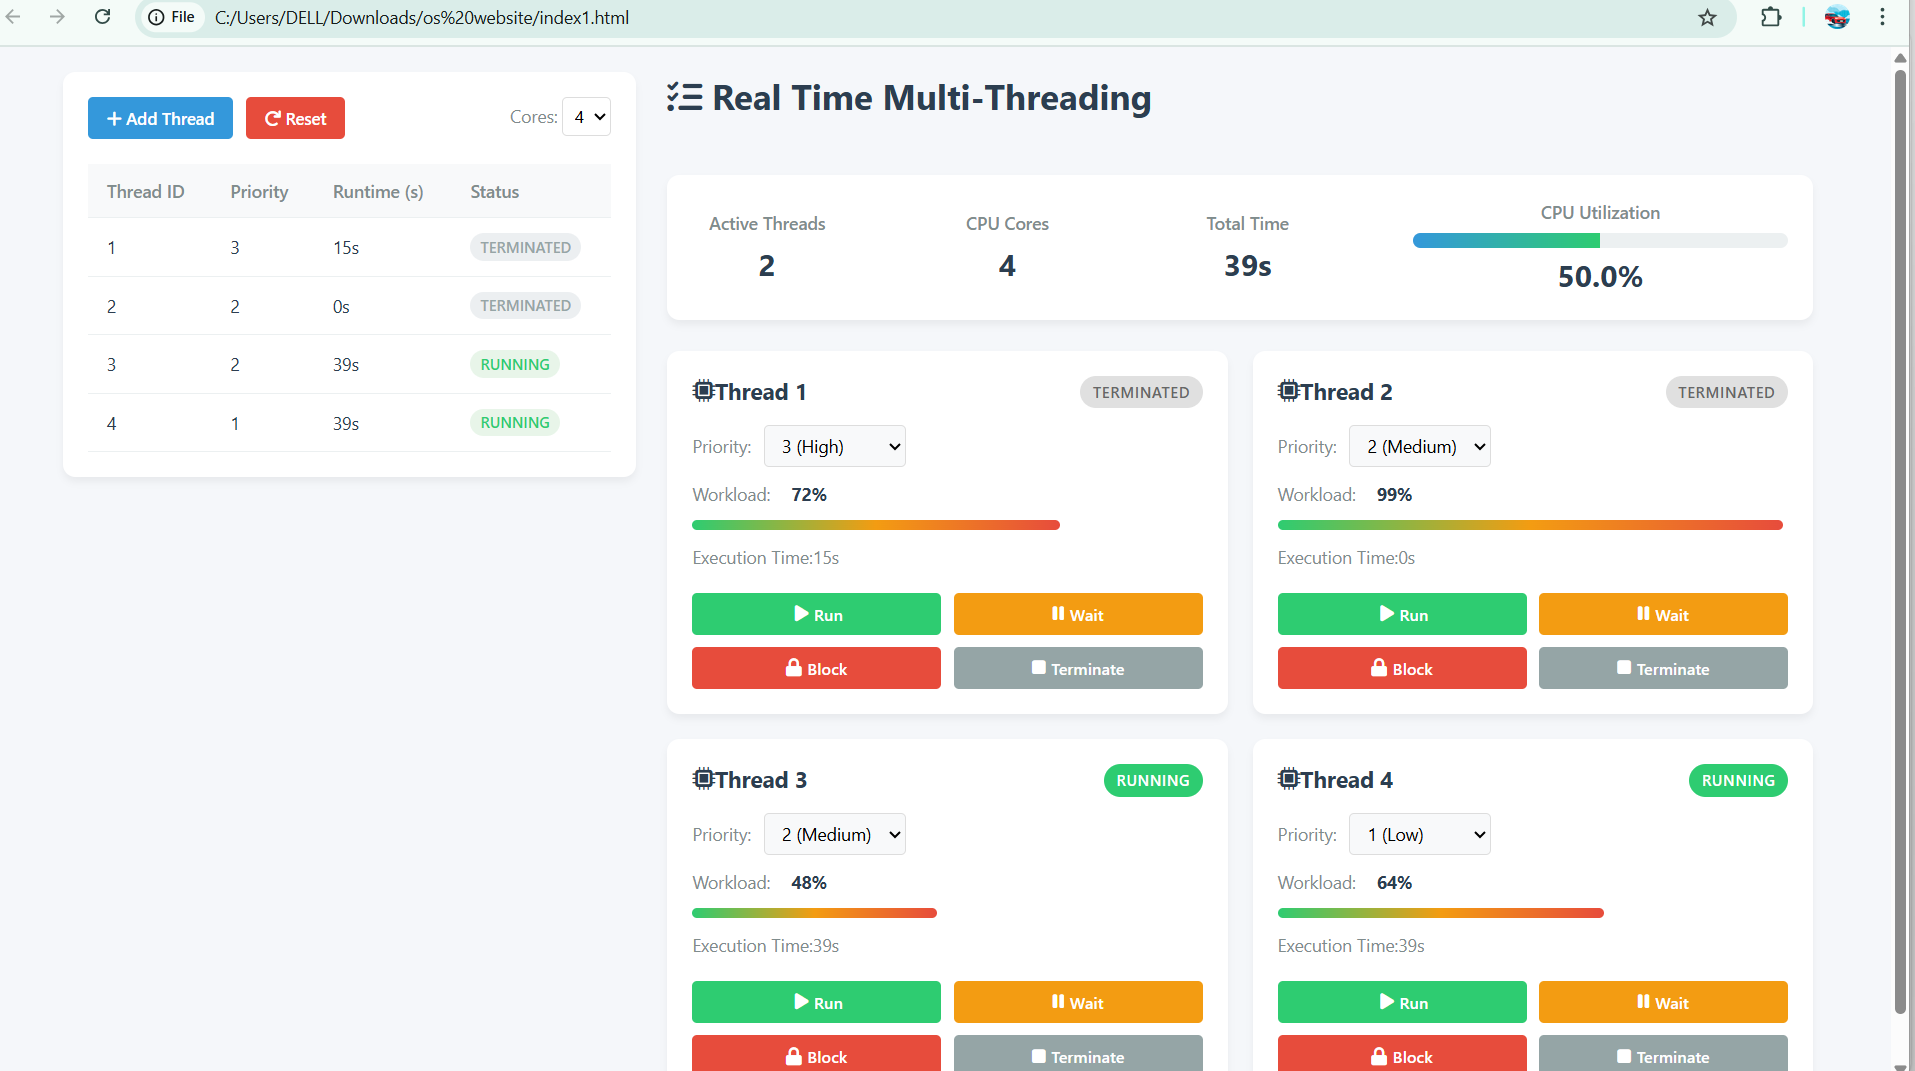 File C:/Users/DELL/Downloads/os%20website/index1.html
Add Thread Reset Cores: 4
Thread ID Priority Runtime (s) Status
1 3 15s TERMINATED
2 2 0s TERMINATED
3 2 39s RUNNING
4 1 39s RUNNING
Real Time Multi-Threading
Active Threads CPU Cores Total Time CPU Utilization
2 4 39s 50.0%
Thread 1 TERMINATED
Priority: 3 (High)
Workload: 72%
Execution Time:15s
Run Wait
Block Terminate
Thread 2 TERMINATED
Priority: 2 (Medium)
Workload: 99%
Execution Time:0s
Run Wait
Block Terminate
Thread 3 RUNNING
Priority: 2 (Medium)
Workload: 48%
Execution Time:39s
Run Wait
Block Terminate
Thread 4 RUNNING
Priority: 1 (Low)
Workload: 64%
Execution Time:39s
Run Wait
Block Terminate